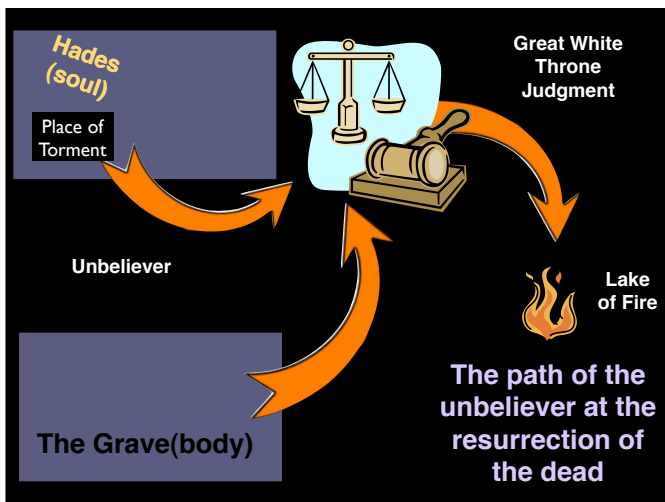 Hades
(soul)
Place of
Torment
Great White
Throne
Judgment
Unbeliever
Lake
of Fire
The Grave(body)
The path of the
unbeliever at the
resurrection of
the dead